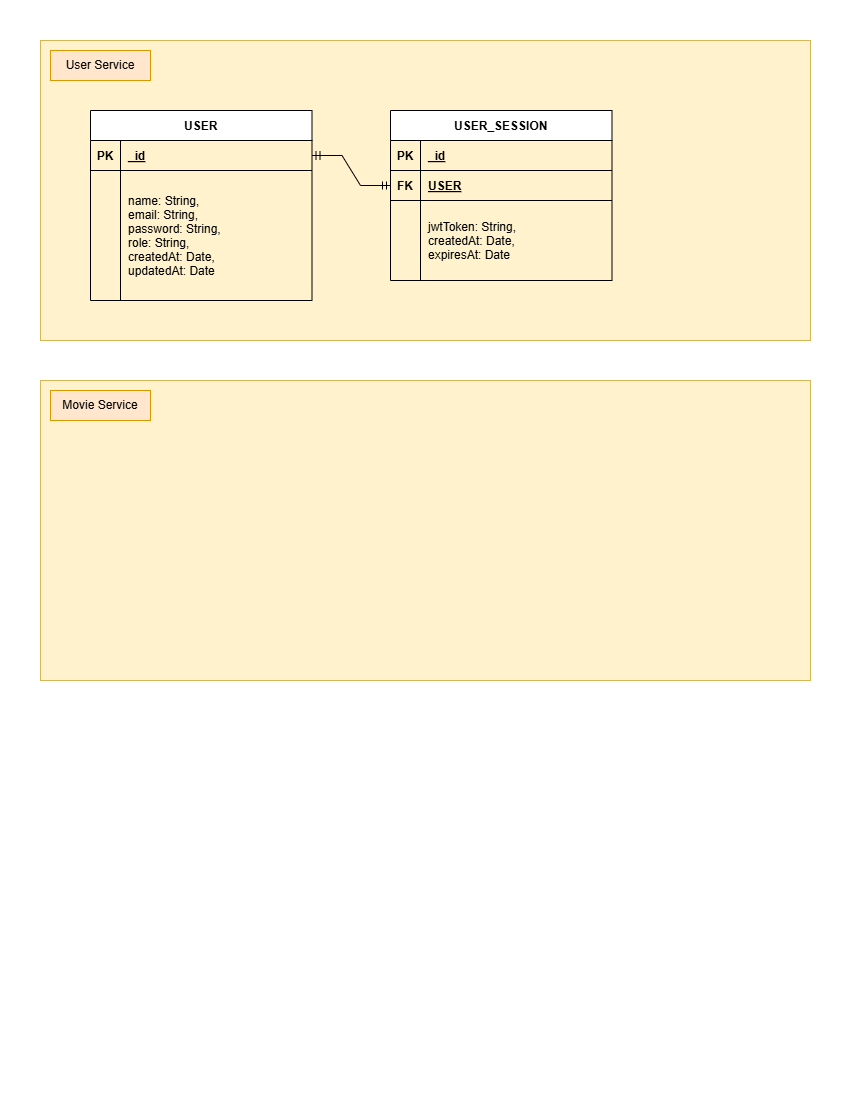 User Service
USER
PK _id
name: String,
email: String,
password: String,
role: String,
createdAt: Date,
updatedAt: Date
USER_SESSION
PK _id
FK USER
jwtToken: String,
createdAt: Date,
expiresAt: Date
Movie Service